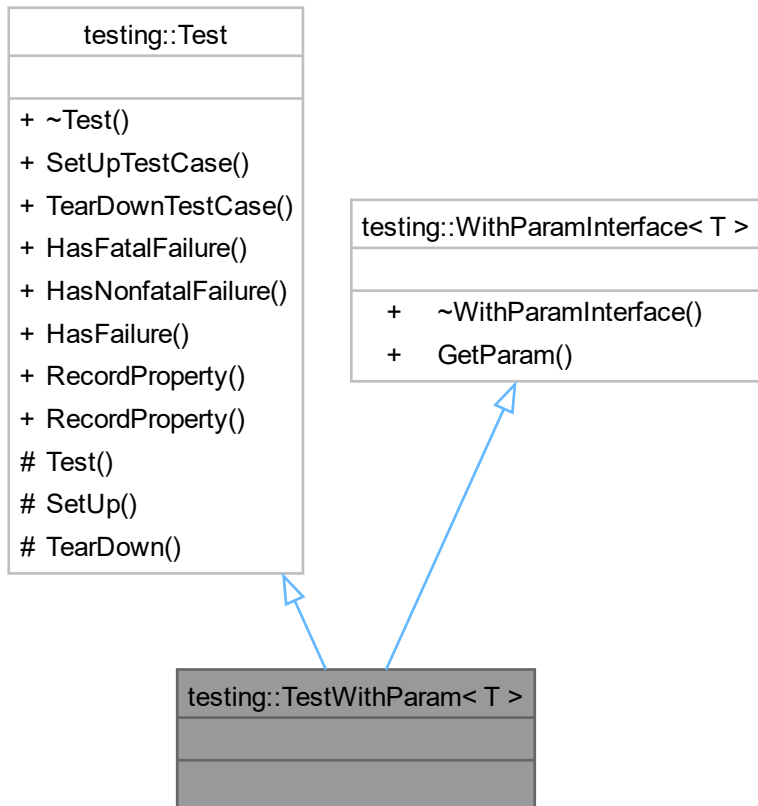 testing::Test
+ ~Test()
+ SetUpTestCase()
+ TearDownTestCase()
+ HasFatalFailure()
+ HasNonfatalFailure()
+ HasFailure()
+ RecordProperty()
+ RecordProperty()
# Test()
# SetUp()
# TearDown()
testing::WithParamInterface< T >
+ ~WithParamInterface()
+ GetParam()
testing::TestWithParam< T >